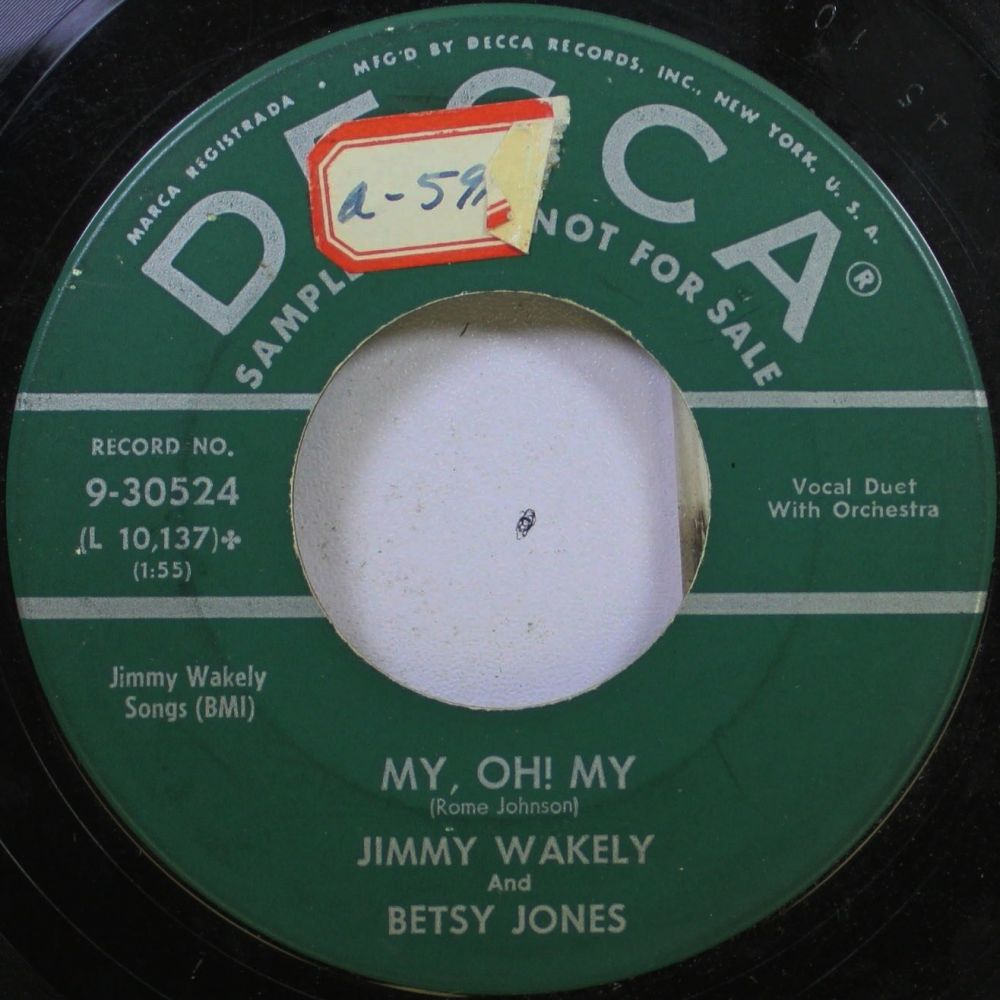 MARCA REGISTRADA • MFG'D BY DECCA RECORDS, INC., NEW YORK, U. S. A.
DECCA®
a-59
SAMPLE NOT FOR SALE
RECORD NO.
9-30524
(L 10,137)✤
(1:55)
Vocal Duet
With Orchestra
Jimmy Wakely
Songs (BMI)
MY, OH! MY
(Rome Johnson)
JIMMY WAKELY
And
BETSY JONES